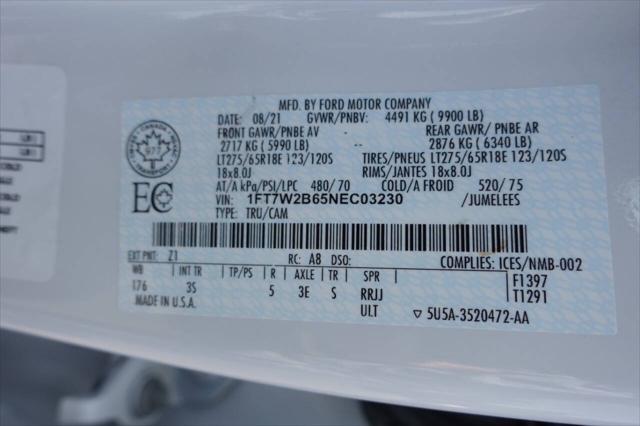 MFD. BY FORD MOTOR COMPANY
DATE: 08/21 GVWR/PNBV: 4491 KG ( 9900 LB)
FRONT GAWR/PNBE AV REAR GAWR/ PNBE AR
2717 KG ( 5990 LB) 2876 KG ( 6340 LB)
LT275/65R18E 123/120S TIRES/PNEUS LT275/65R18E 123/120S
18x8.0J RIMS/JANTES 18x8.0J
AT/A kPa/PSI/LPC 480/ 70 COLD/A FROID 520/ 75
VIN: 1FT7W2B65NEC03230 /JUMELEES
TYPE: TRU/CAM
CANADA
977
TRANSPORT
EC
EXT PNT: Z1 RC: A8 DSO: COMPLIES: ICES/NMB-002
WB INT TR TP/PS R AXLE TR SPR F1397
176 3S 5 3E S RRJJ T1291
MADE IN U.S.A. ULT ▽ 5U5A-3520472-AA